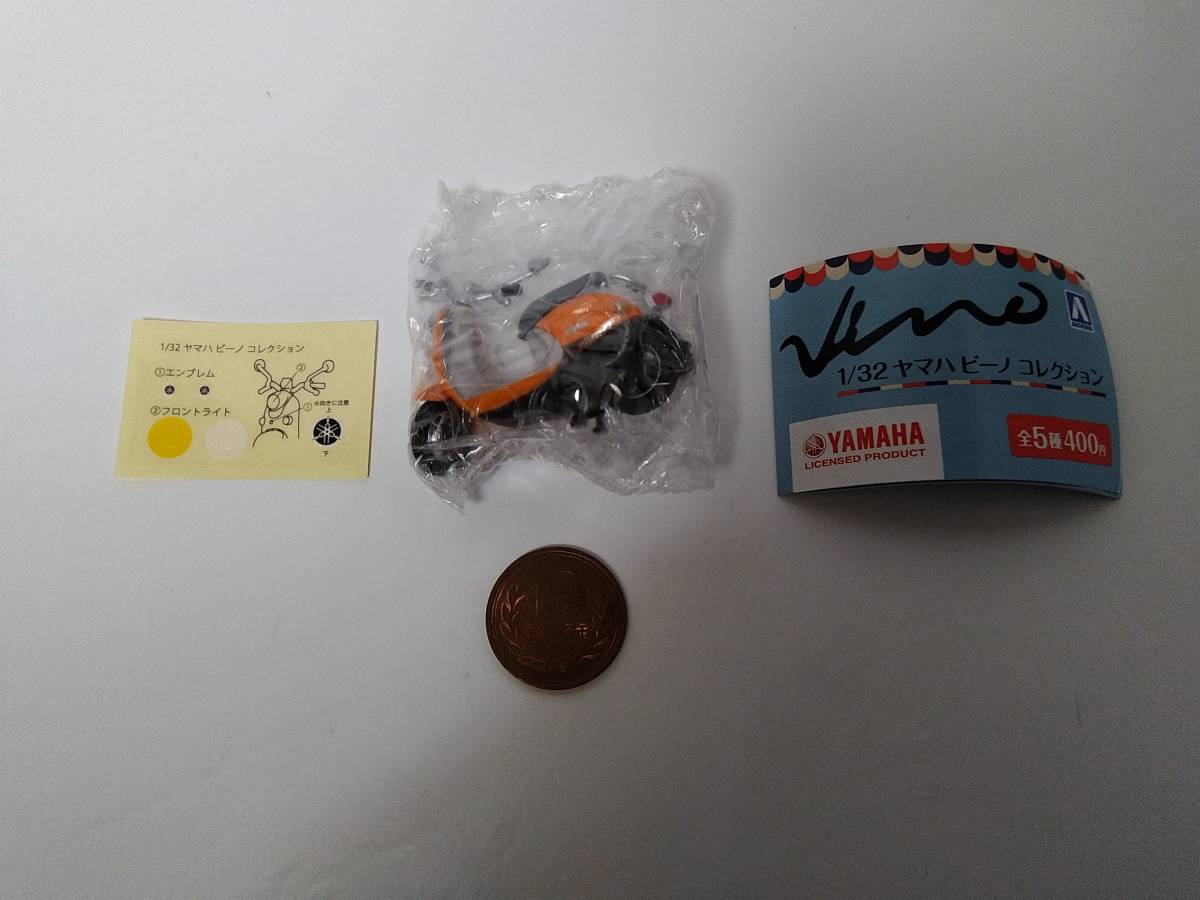 1/32 ヤマハ ビーノ コレクション
①エンブレム
②
①
※向きに注意
上
下
②フロントライト
Vino
1/32 ヤマハ ビーノ コレクション
YAMAHA
LICENSED PRODUCT
全5種400円
10